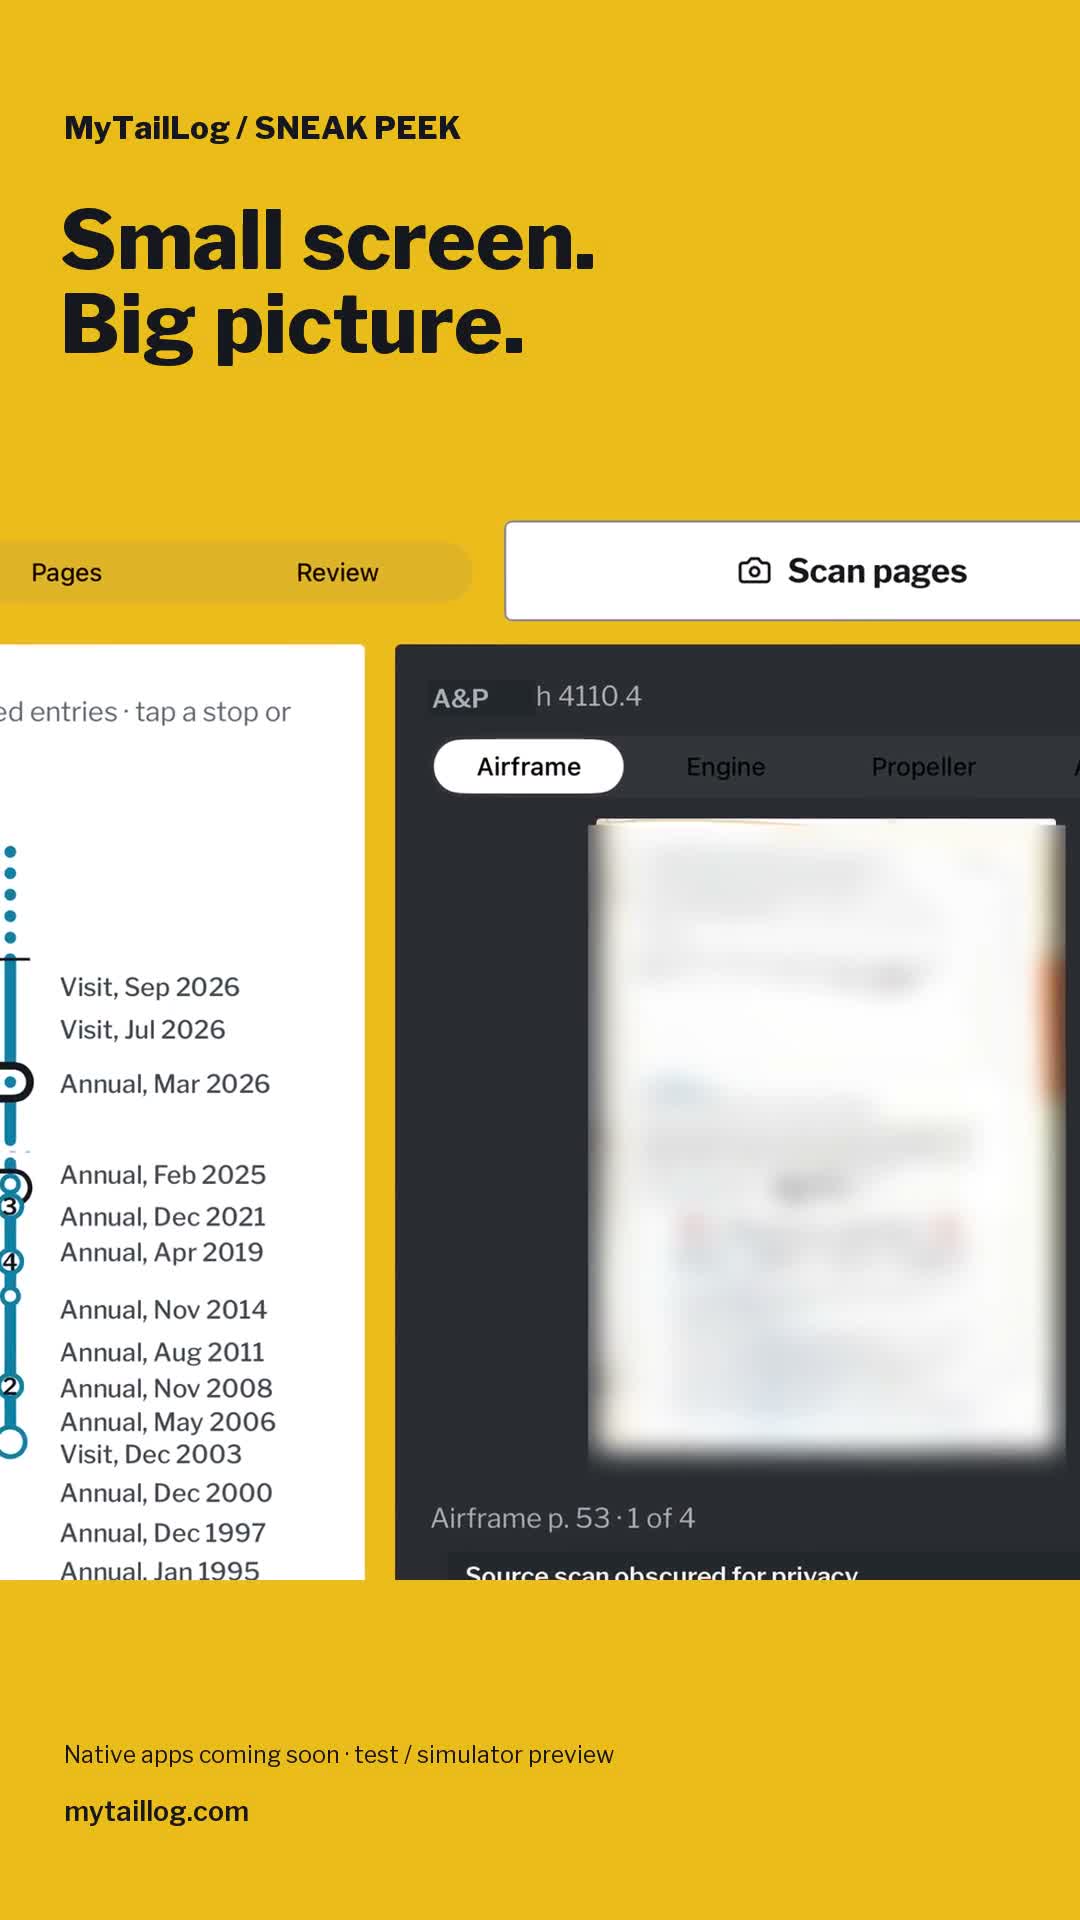 MyTailLog / SNEAK PEEK
Small screen.
Big picture.
Pages
Review
Scan pages
ed entries · tap a stop or
Visit, Sep 2026
Visit, Jul 2026
Annual, Mar 2026
Annual, Feb 2025
3
Annual, Dec 2021
Annual, Apr 2019
4
Annual, Nov 2014
Annual, Aug 2011
2
Annual, Nov 2008
Annual, May 2006
Visit, Dec 2003
Annual, Dec 2000
Annual, Dec 1997
Annual, Jan 1995
A&P h 4110.4
Airframe
Engine
Propeller
Airframe p. 53 · 1 of 4
Source scan obscured for privacy
Native apps coming soon · test / simulator preview
mytaillog.com